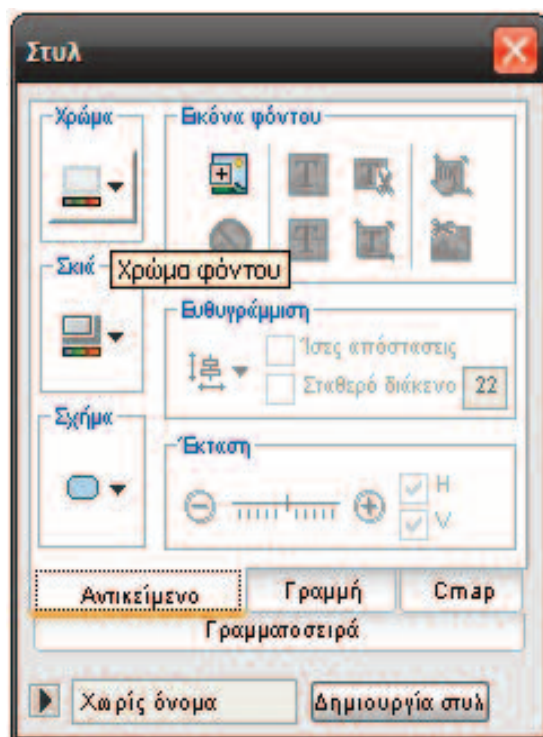 Στυλ
Χρώμα
Εικόνα φόντου
Χρώμα φόντου
Σκιά
Ευθυγράμμιση
Ίσες αποστάσεις
Σταθερό διάκενο 22
Σχήμα
Έκταση
H
V
Αντικείμενο Γραμμή Cmap
Γραμματοσειρά
Χωρίς όνομα Δημιουργία στυλ